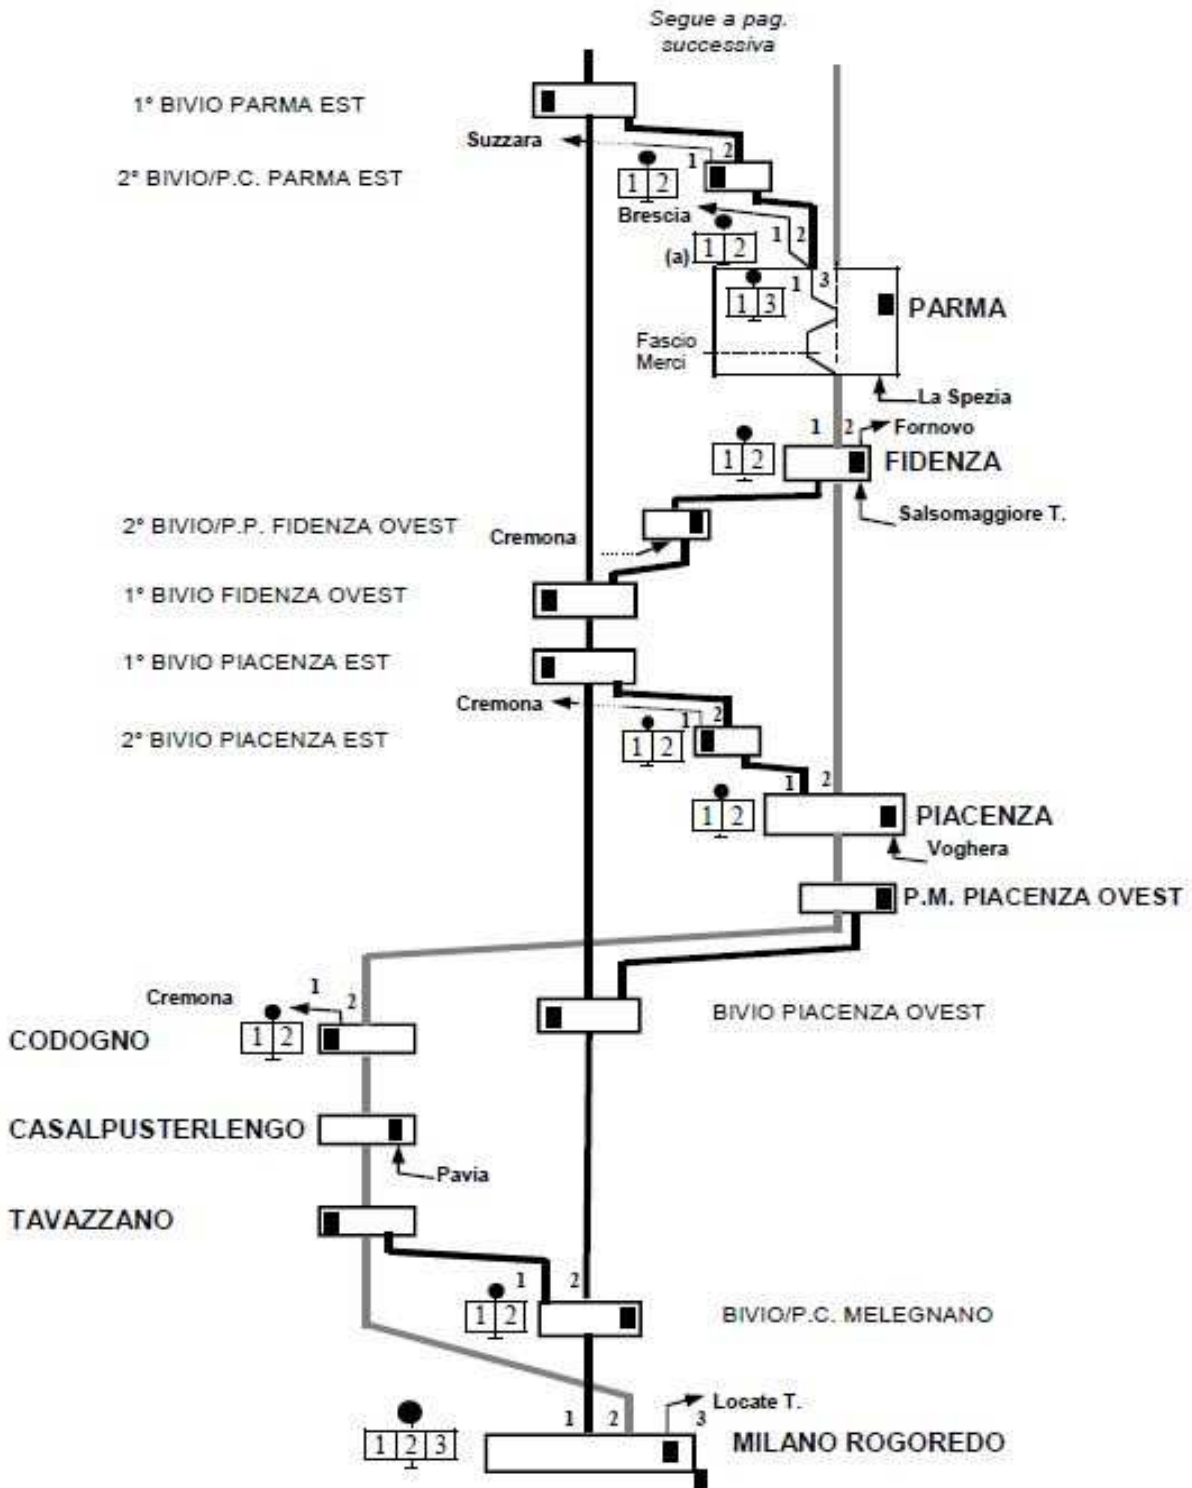 Segue a pag.
successiva
1° BIVIO PARMA EST
Suzzara
1 2
2° BIVIO/P.C. PARMA EST
1 2
Brescia
1 2
(a) 1 2
1 3
1 3
PARMA
Fascio
Merci
La Spezia
1 2
Fornovo
1 2
FIDENZA
Salsomaggiore T.
2° BIVIO/P.P. FIDENZA OVEST
Cremona
1° BIVIO FIDENZA OVEST
1° BIVIO PIACENZA EST
Cremona
1 2
2° BIVIO PIACENZA EST
1 2
1 2
1 2
PIACENZA
Voghera
P.M. PIACENZA OVEST
Cremona
1 2
BIVIO PIACENZA OVEST
CODOGNO
1 2
CASALPUSTERLENGO
Pavia
TAVAZZANO
1 2
1 2
BIVIO/P.C. MELEGNANO
Locate T.
1 2 3
1 2 3
MILANO ROGOREDO